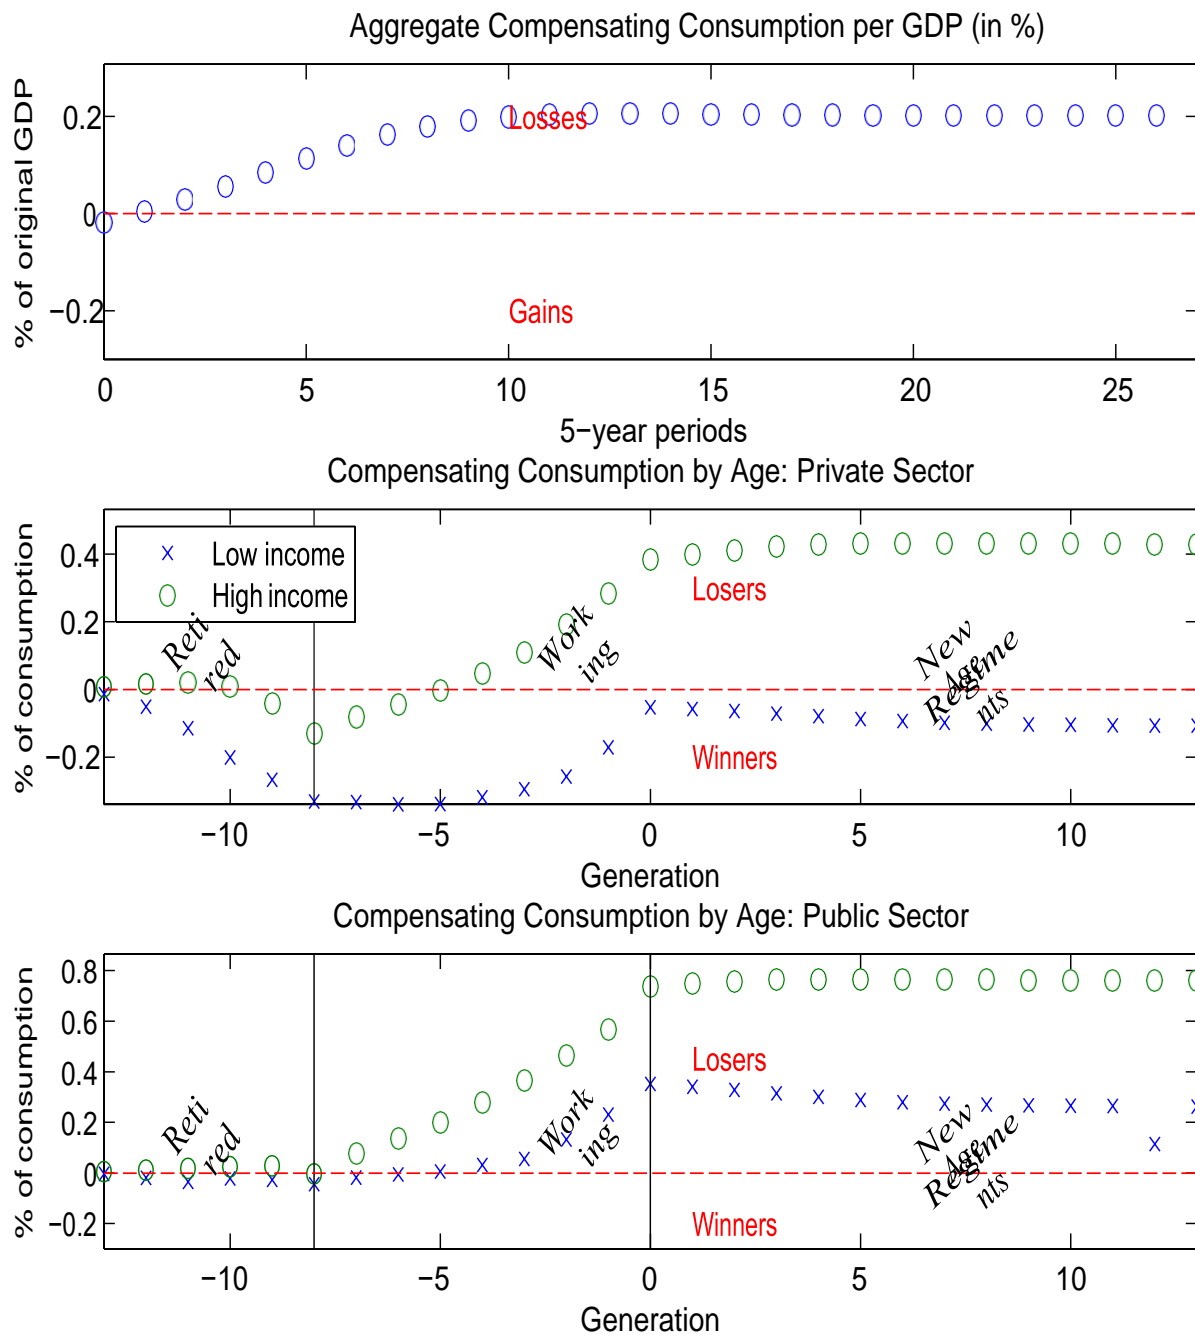 Aggregate Compensating Consumption per GDP (in %)
% of original GDP
0.2
0
−0.2
Losses
Gains
0 5 10 15 20 25
5−year periods
Compensating Consumption by Age: Private Sector
% of consumption
0.4
0.2
0
−0.2
Low income
High income
Reti
red
Work
ing
New
Regime
Age
nts
Losers
Winners
−10 −5 0 5 10
Generation
Compensating Consumption by Age: Public Sector
% of consumption
0.8
0.6
0.4
0.2
0
−0.2
Reti
red
Work
ing
New
Regime
Age
nts
Losers
Winners
−10 −5 0 5 10
Generation